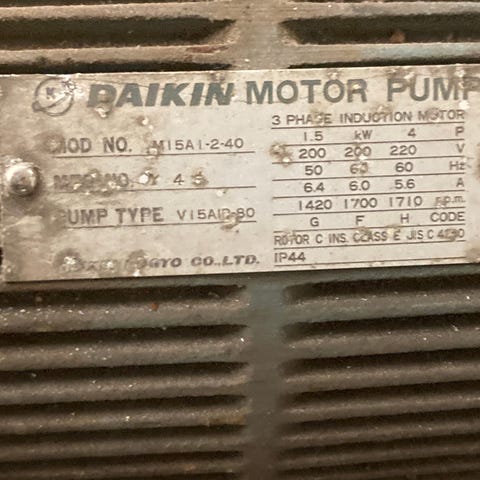 DAIKIN MOTOR PUMP
MOD NO. M15A1-2-40
PUMP TYPE V15A1R-80
CO.,LTD.
3 PHASE INDUCTION MOTOR
1.5 kW 4 P
200 200 220 V
50 60 60 Hz
6.4 6.0 5.6 A
1420 1700 1710 r.p.m.
G F H CODE
ROTOR C INS. CLASS E JIS C
IP44